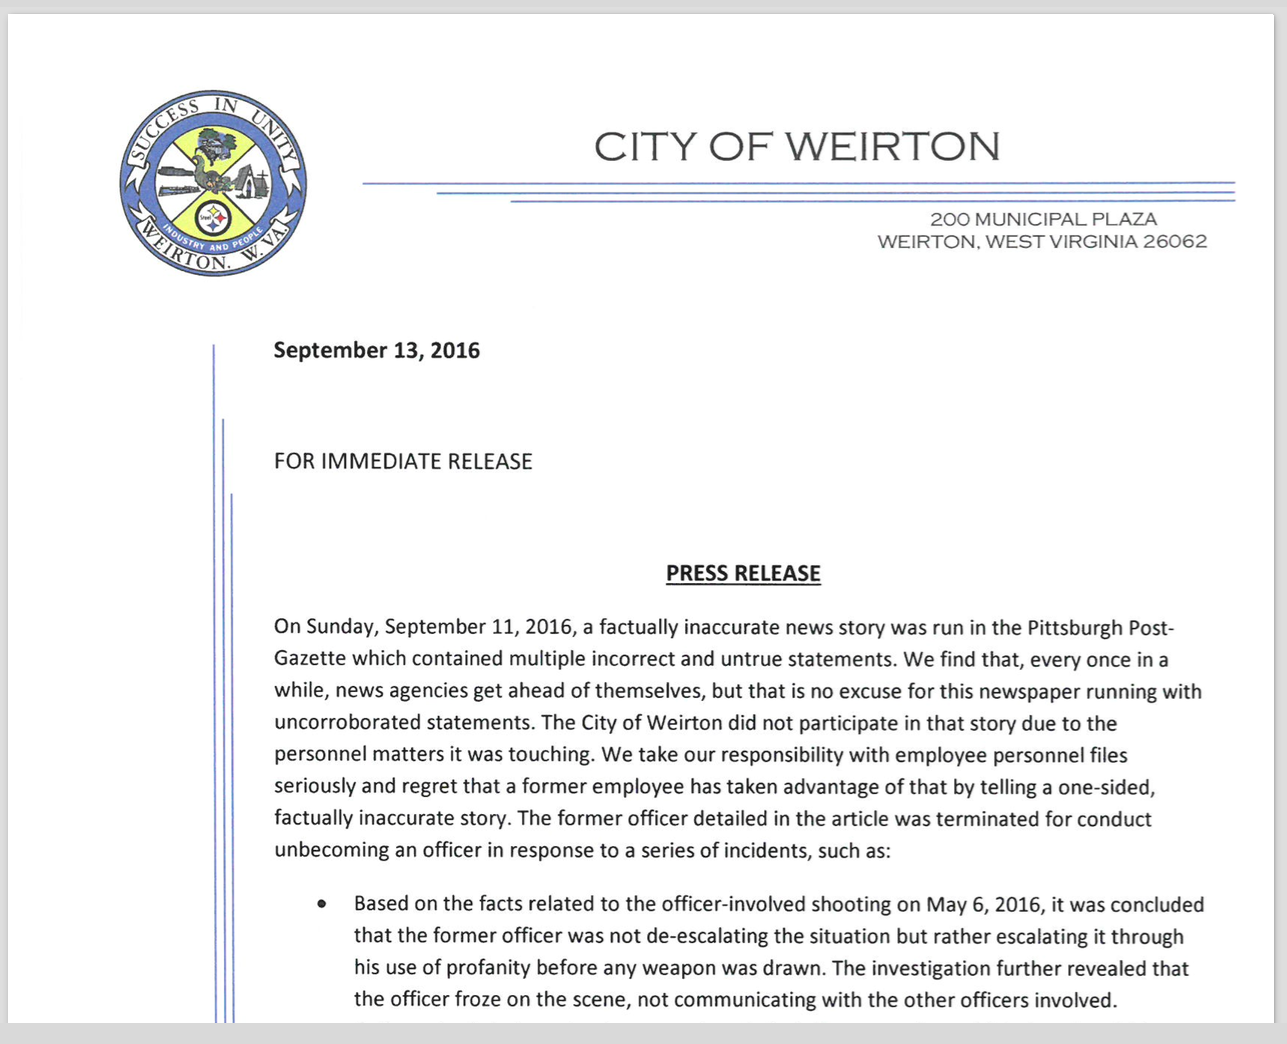 SUCCESS IN UNITY
Steel
INDUSTRY AND PEOPLE
WEIRTON, W. VA.
CITY OF WEIRTON
200 MUNICIPAL PLAZA
WEIRTON, WEST VIRGINIA 26062
September 13, 2016
FOR IMMEDIATE RELEASE
PRESS RELEASE
On Sunday, September 11, 2016, a factually inaccurate news story was run in the Pittsburgh Post-
Gazette which contained multiple incorrect and untrue statements. We find that, every once in a
while, news agencies get ahead of themselves, but that is no excuse for this newspaper running with
uncorroborated statements. The City of Weirton did not participate in that story due to the
personnel matters it was touching. We take our responsibility with employee personnel files
seriously and regret that a former employee has taken advantage of that by telling a one-sided,
factually inaccurate story. The former officer detailed in the article was terminated for conduct
unbecoming an officer in response to a series of incidents, such as:
• Based on the facts related to the officer-involved shooting on May 6, 2016, it was concluded
that the former officer was not de-escalating the situation but rather escalating it through
his use of profanity before any weapon was drawn. The investigation further revealed that
the officer froze on the scene, not communicating with the other officers involved.